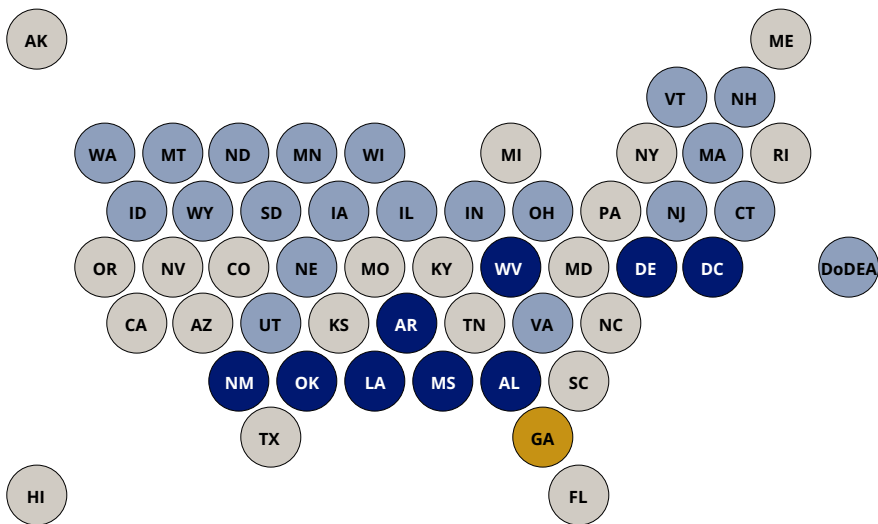 AK ME
VT NH
WA MT ND MN WI MI NY MA RI
ID WY SD IA IL IN OH PA NJ CT
OR NV CO NE MO KY WV MD DE DC DoDEA
CA AZ UT KS AR TN VA NC
NM OK LA MS AL SC
TX GA
HI FL